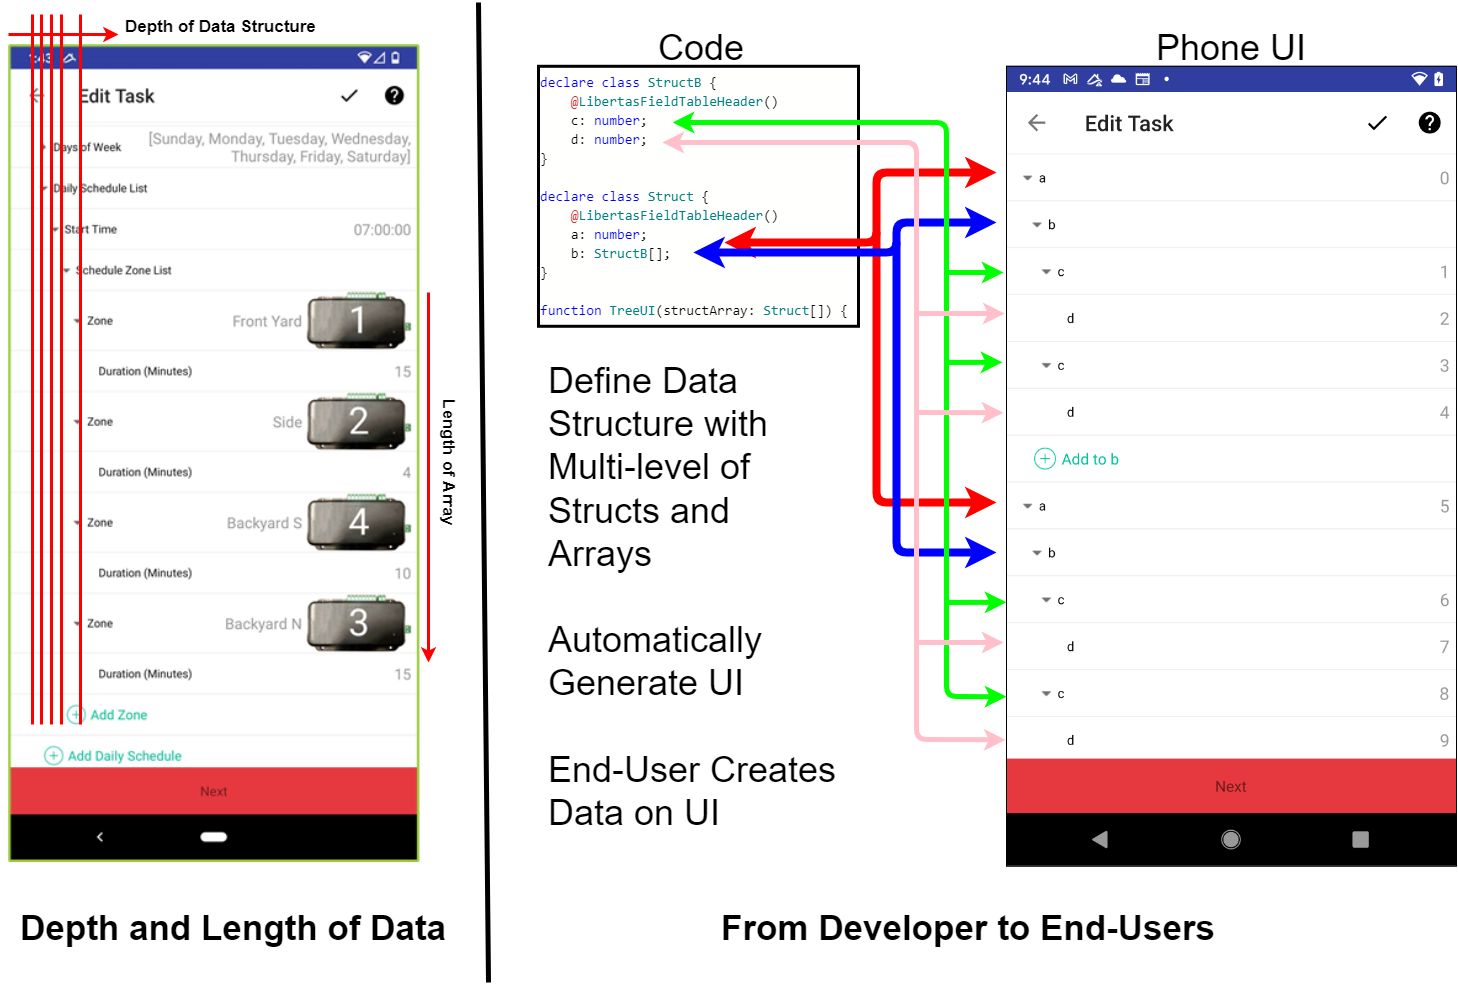 Depth of Data Structure
Edit Task
Days of Week
[Sunday, Monday, Tuesday, Wednesday,
Thursday, Friday, Saturday]
Daily Schedule List
Start Time 07:00:00
Schedule Zone List
Zone Front Yard 1
Duration (Minutes) 15
Zone Side 2
Duration (Minutes) 4
Zone Backyard S 4
Duration (Minutes) 10
Zone Backyard N 3
Duration (Minutes) 15
Add Zone
Add Daily Schedule
Next
Length of Array
Depth and Length of Data
Code
declare class StructB {
@LibertasFieldTableHeader()
c: number;
d: number;
}
declare class Struct {
@LibertasFieldTableHeader()
a: number;
b: StructB[];
}
function TreeUI(structArray: Struct[]) {
Define Data
Structure with
Multi-level of
Structs and
Arrays
Automatically
Generate UI
End-User Creates
Data on UI
Phone UI
9:44
Edit Task
a 0
b
c 1
d 2
c 3
d 4
Add to b
a 5
b
c 6
d 7
c 8
d 9
Next
From Developer to End-Users